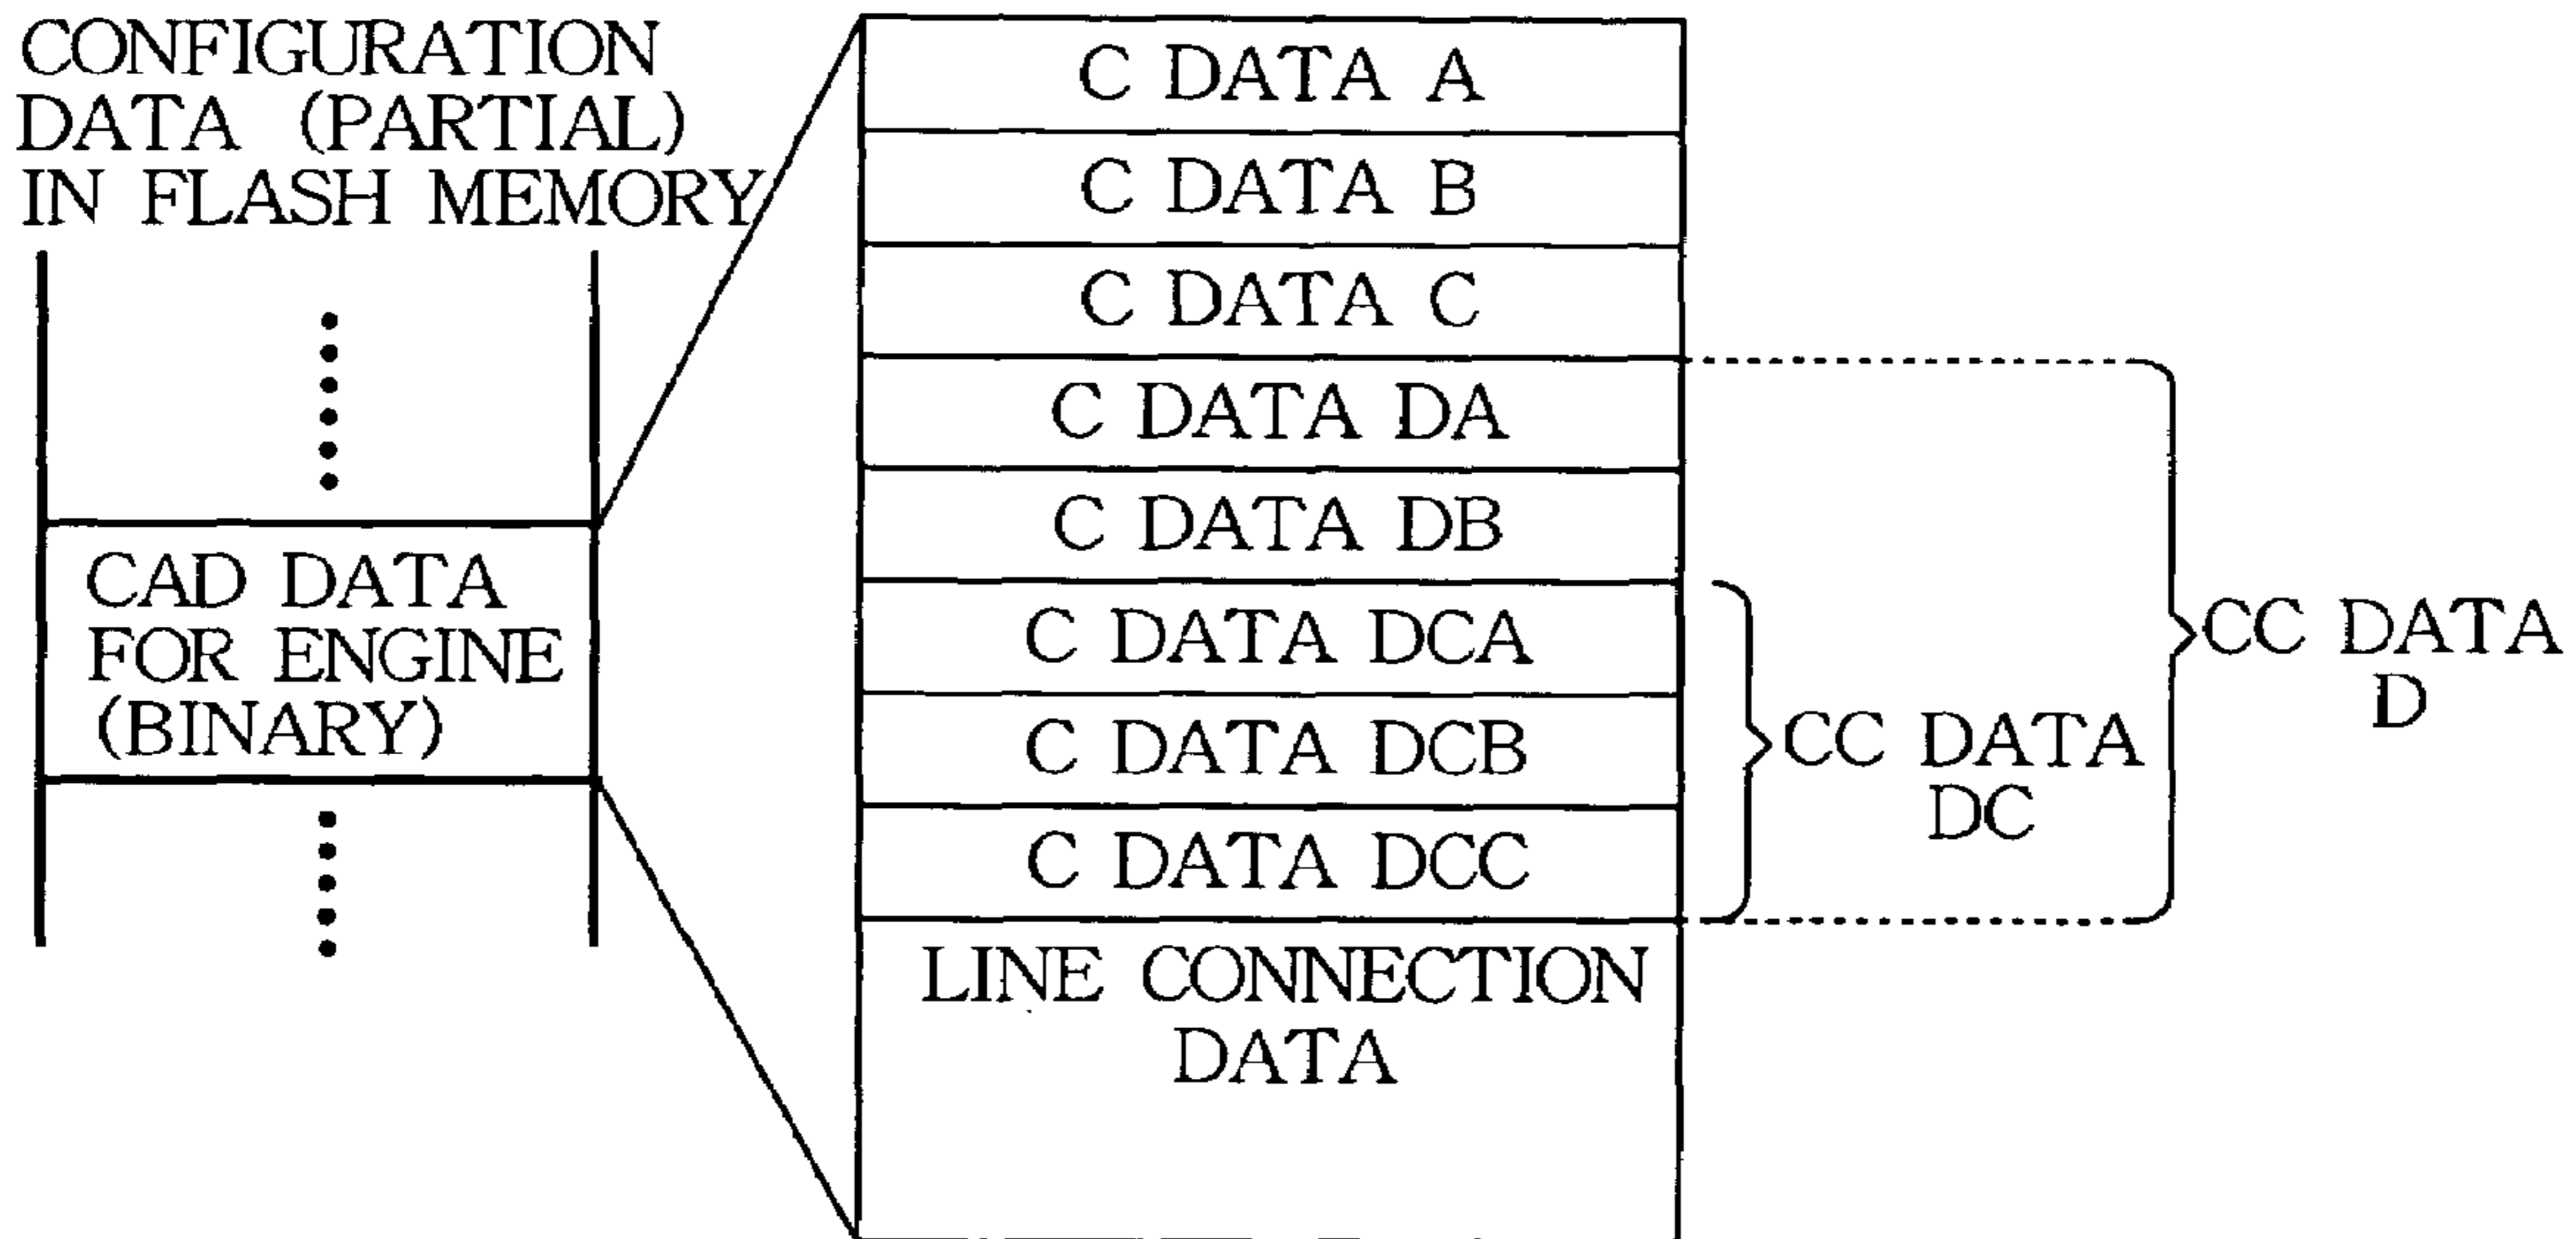 CONFIGURATION
DATA (PARTIAL)
IN FLASH MEMORY
CAD DATA
FOR ENGINE
(BINARY)
C DATA A
C DATA B
C DATA C
C DATA DA
C DATA DB
C DATA DCA
C DATA DCB
C DATA DCC
LINE CONNECTION
DATA
CC DATA
DC
CC DATA
D